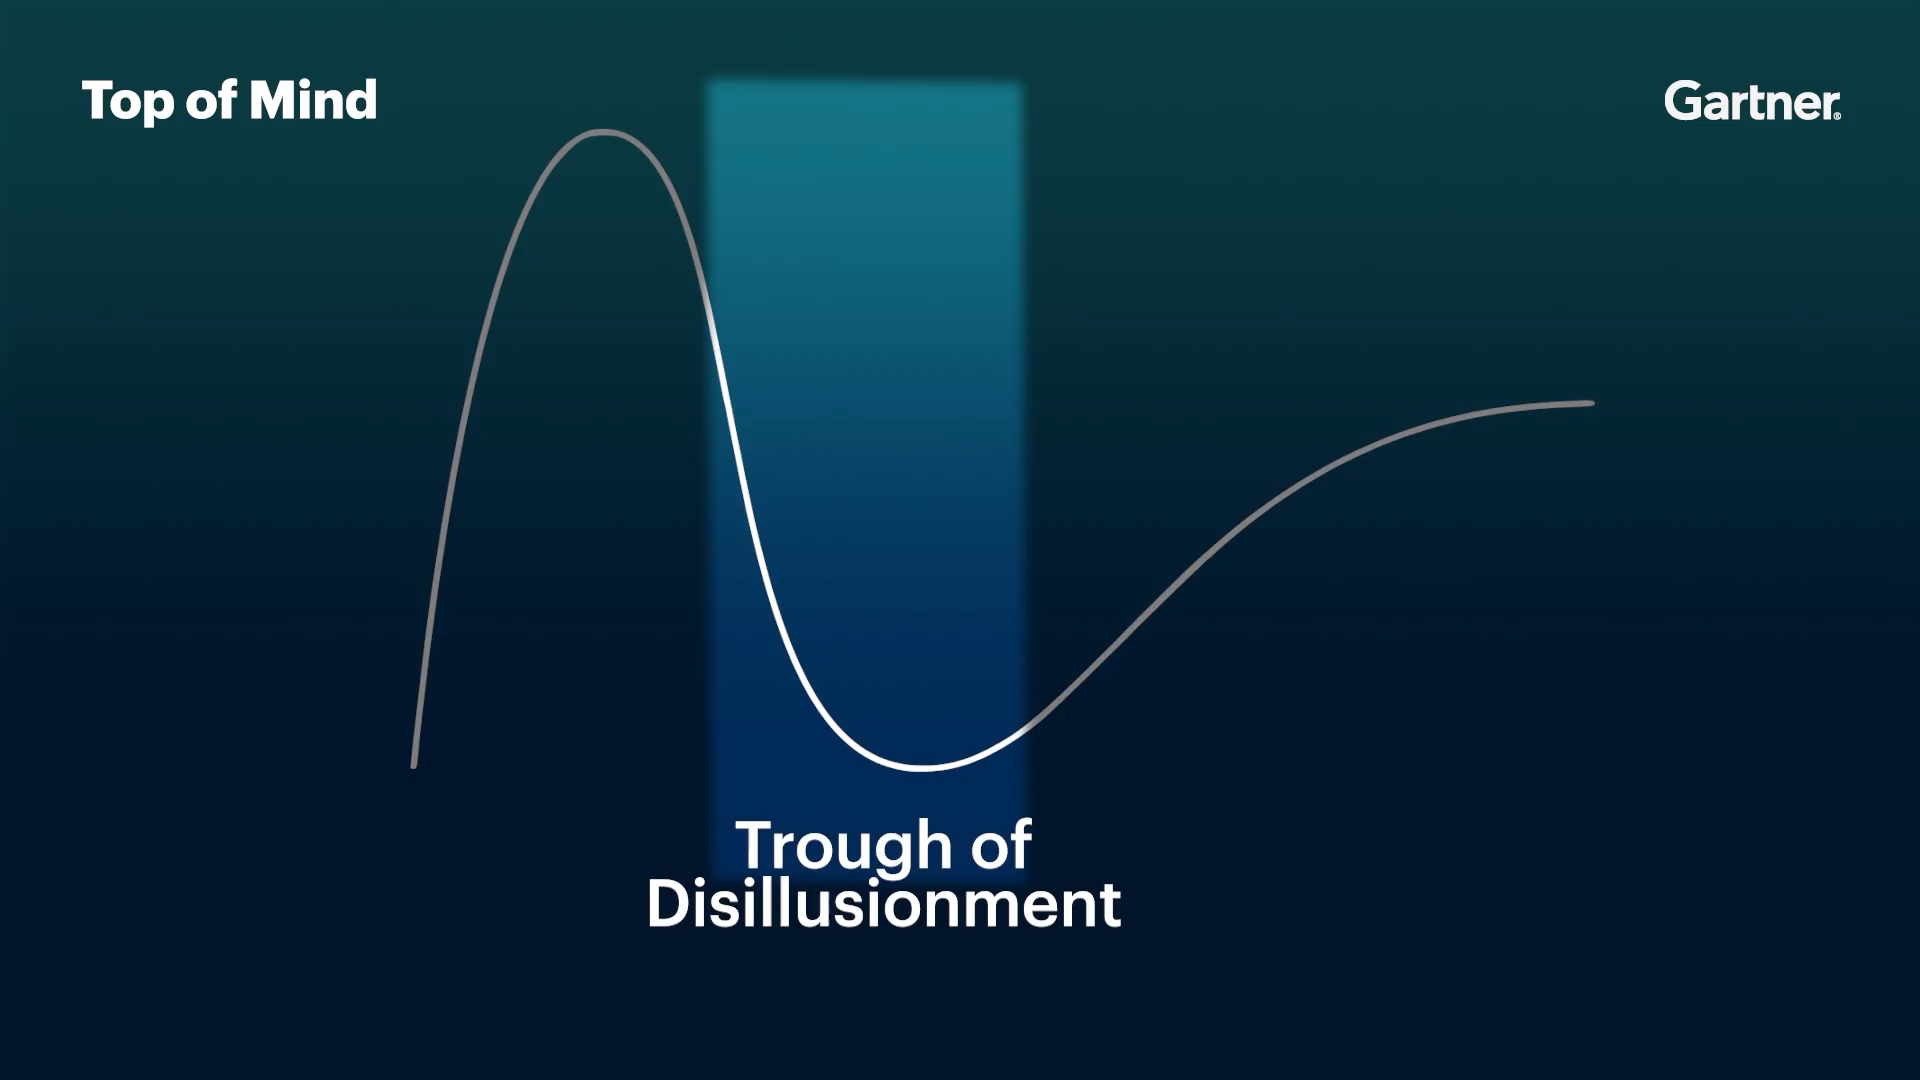 Top of Mind
Gartner®
Trough of
Disillusionment